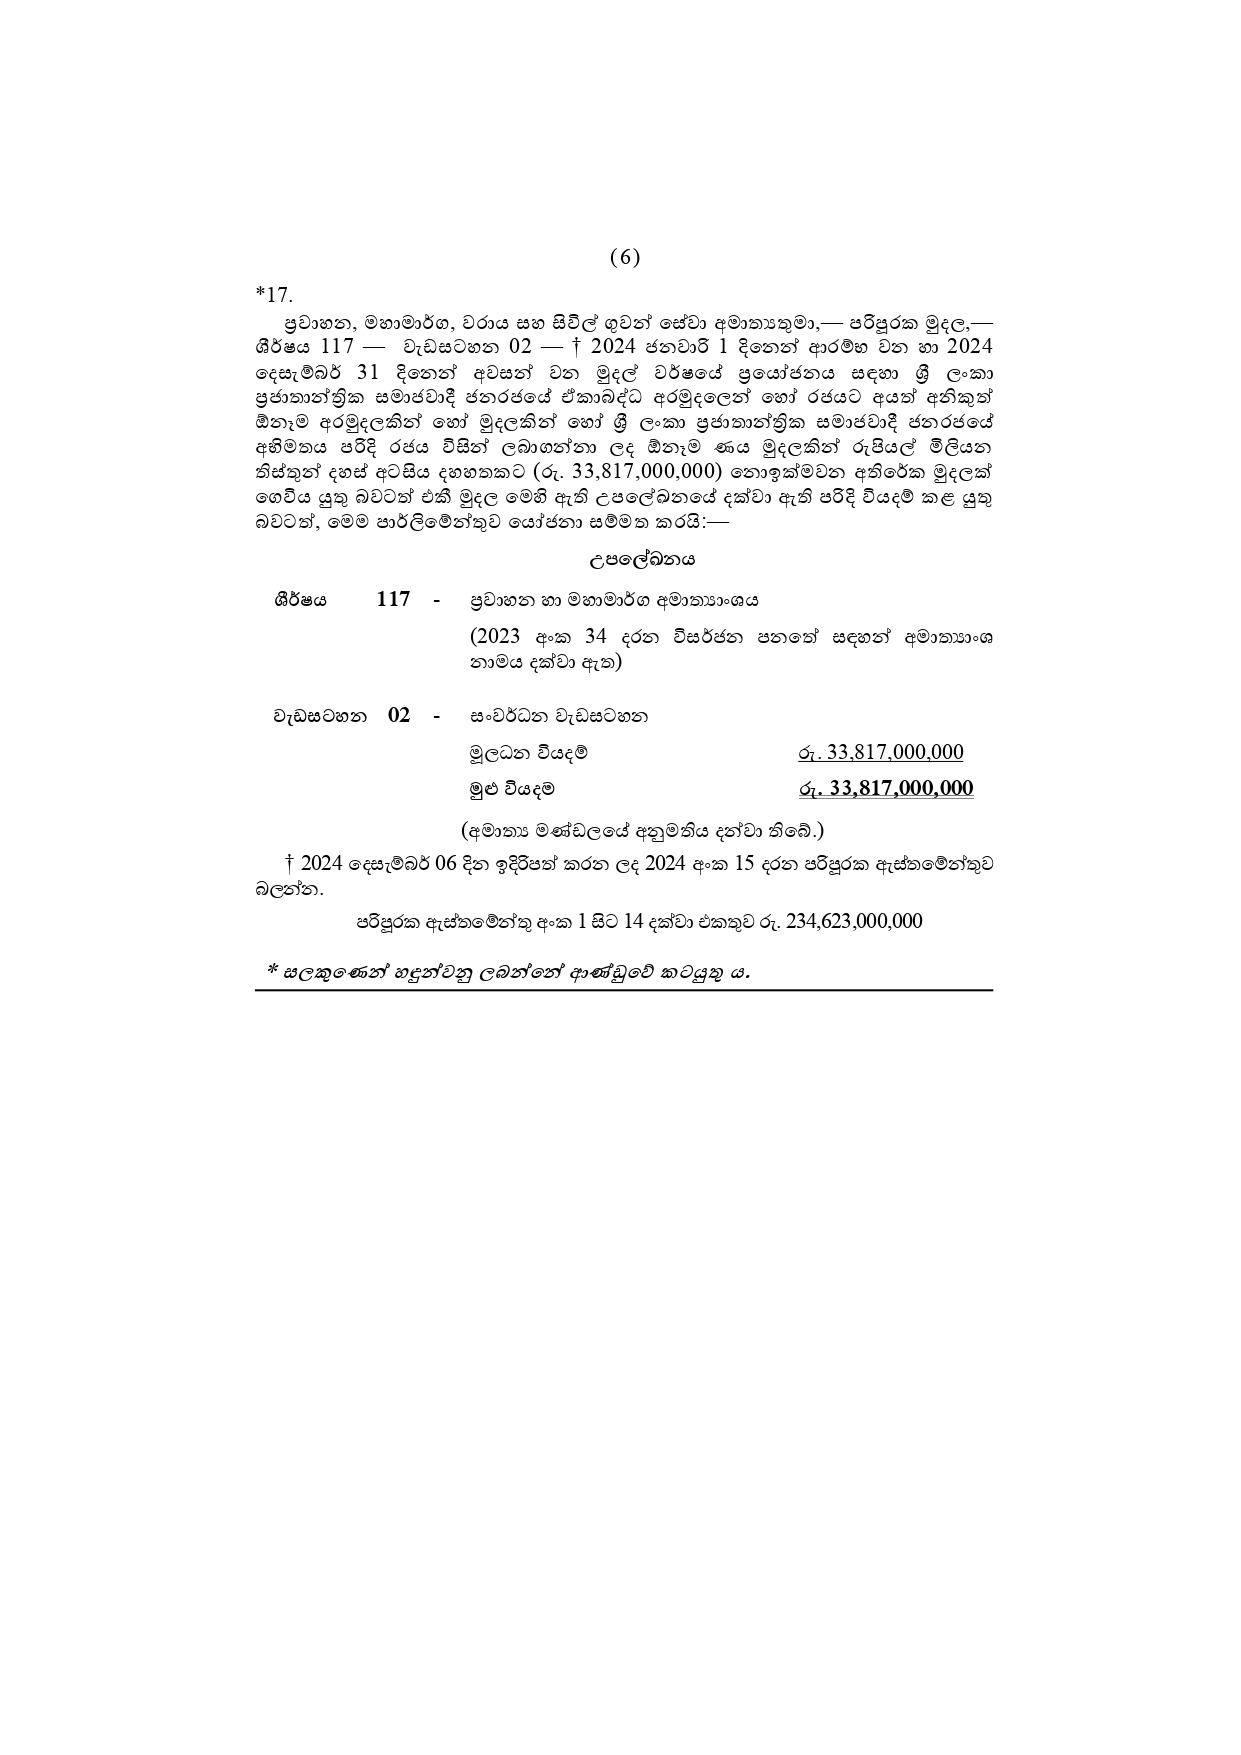 (6)
*17.
ප්‍රවාහන, මහාමාර්ග, වරාය සහ සිවිල් ගුවන් සේවා අමාත්‍යතුමා,— පරිපූරක මුදල,—
ශීර්ෂය 117 — වැඩසටහන 02 — † 2024 ජනවාරි 1 දිනෙන් ආරම්භ වන හා 2024
දෙසැම්බර් 31 දිනෙන් අවසන් වන මුදල් වර්ෂයේ ප්‍රයෝජනය සඳහා ශ්‍රී ලංකා
ප්‍රජාතාන්ත්‍රික සමාජවාදී ජනරජයේ ඒකාබද්ධ අරමුදලෙන් හෝ රජයට අයත් අනිකුත්
ඕනෑම අරමුදලකින් හෝ මුදලකින් හෝ ශ්‍රී ලංකා ප්‍රජාතාන්ත්‍රික සමාජවාදී ජනරජයේ
අභිමතය පරිදි රජය විසින් ලබාගන්නා ලද ඕනෑම ණය මුදලකින් රුපියල් මිලියන
තිස්තුන් දහස් අටසිය දහහතකට (රු. 33,817,000,000) නොඉක්මවන අතිරේක මුදලක්
ගෙවිය යුතු බවටත් එකී මුදල මෙහි ඇති උපලේඛනයේ දක්වා ඇති පරිදි වියදම් කළ යුතු
බවටත්, මෙම පාර්ලිමේන්තුව යෝජනා සම්මත කරයි:—
උපලේඛනය
ශීර්ෂය 117 - ප්‍රවාහන හා මහාමාර්ග අමාත්‍යාංශය
(2023 අංක 34 දරන විසර්ජන පනතේ සඳහන් අමාත්‍යාංශ
නාමය දක්වා ඇත)
වැඩසටහන 02 - සංවර්ධන වැඩසටහන
මූලධන වියදම් රු. 33,817,000,000
මුළු වියදම රු. 33,817,000,000
(අමාත්‍ය මණ්ඩලයේ අනුමතිය දන්වා තිබේ.)
† 2024 දෙසැම්බර් 06 දින ඉදිරිපත් කරන ලද 2024 අංක 15 දරන පරිපූරක ඇස්තමේන්තුව
බලන්න.
පරිපූරක ඇස්තමේන්තු අංක 1 සිට 14 දක්වා එකතුව රු. 234,623,000,000
* සලකුණෙන් හඳුන්වනු ලබන්නේ ආණ්ඩුවේ කටයුතු ය.